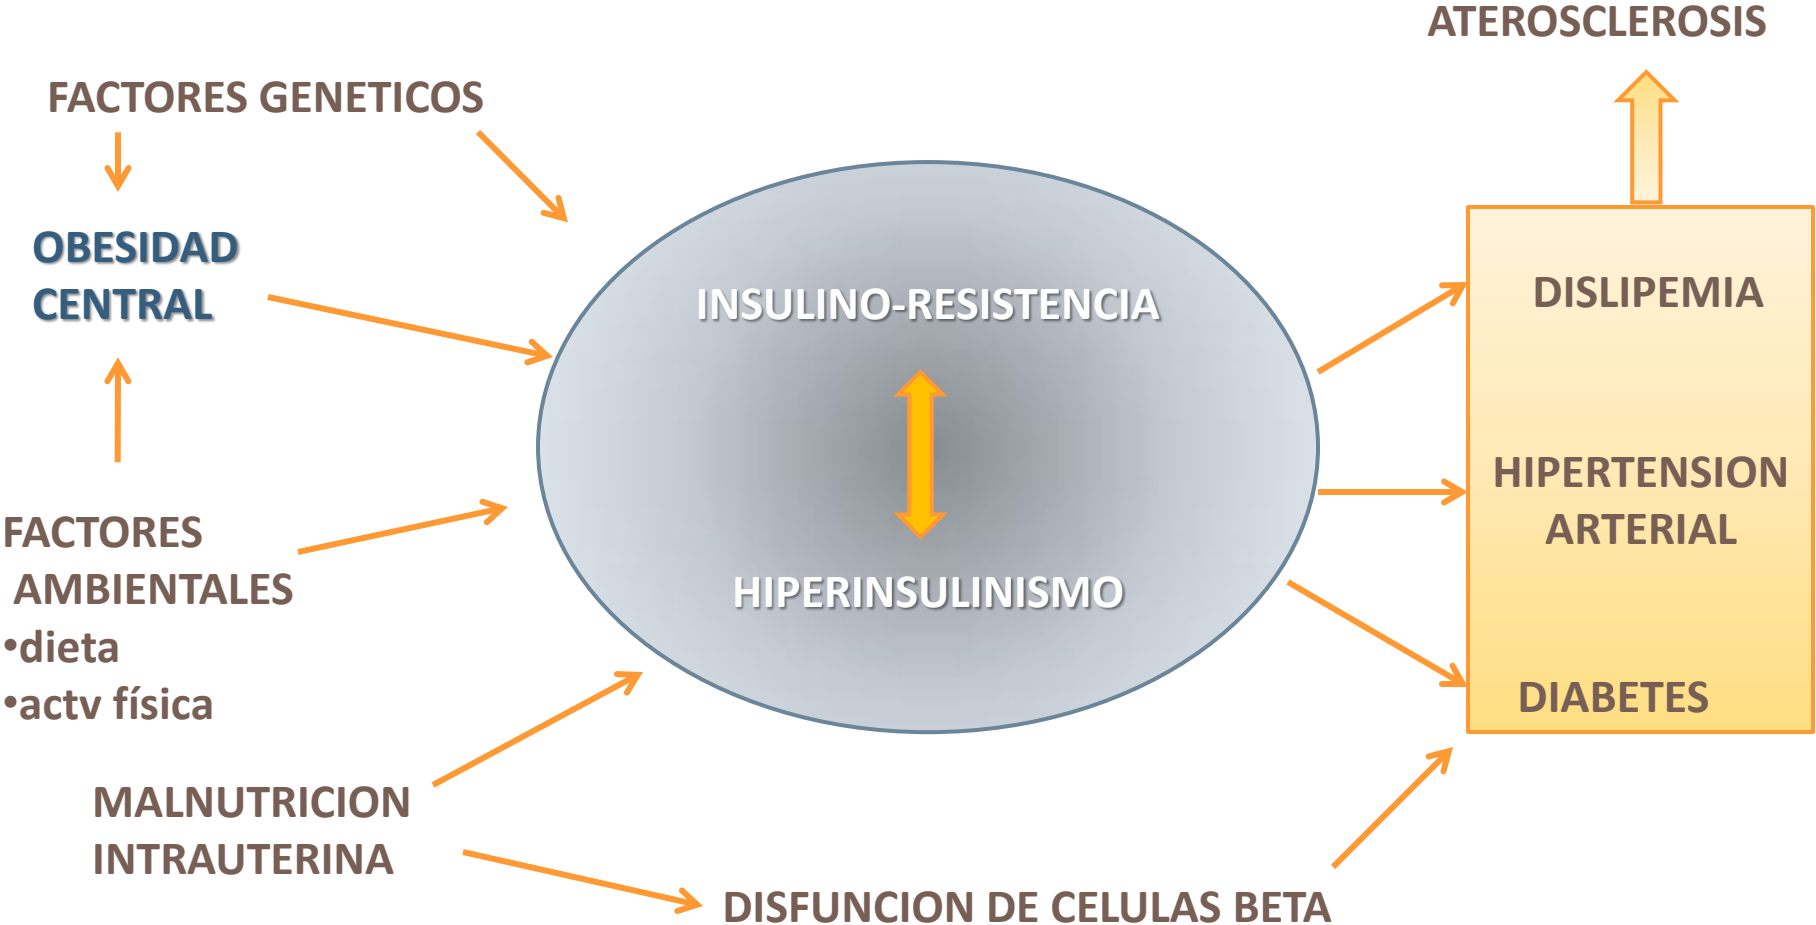 ATEROSCLEROSIS
FACTORES GENETICOS
OBESIDAD
CENTRAL
INSULINO-RESISTENCIA
HIPERINSULINISMO
DISLIPEMIA
HIPERTENSION
ARTERIAL
DIABETES
FACTORES
AMBIENTALES
•dieta
•actv física
MALNUTRICION
INTRAUTERINA
DISFUNCION DE CELULAS BETA